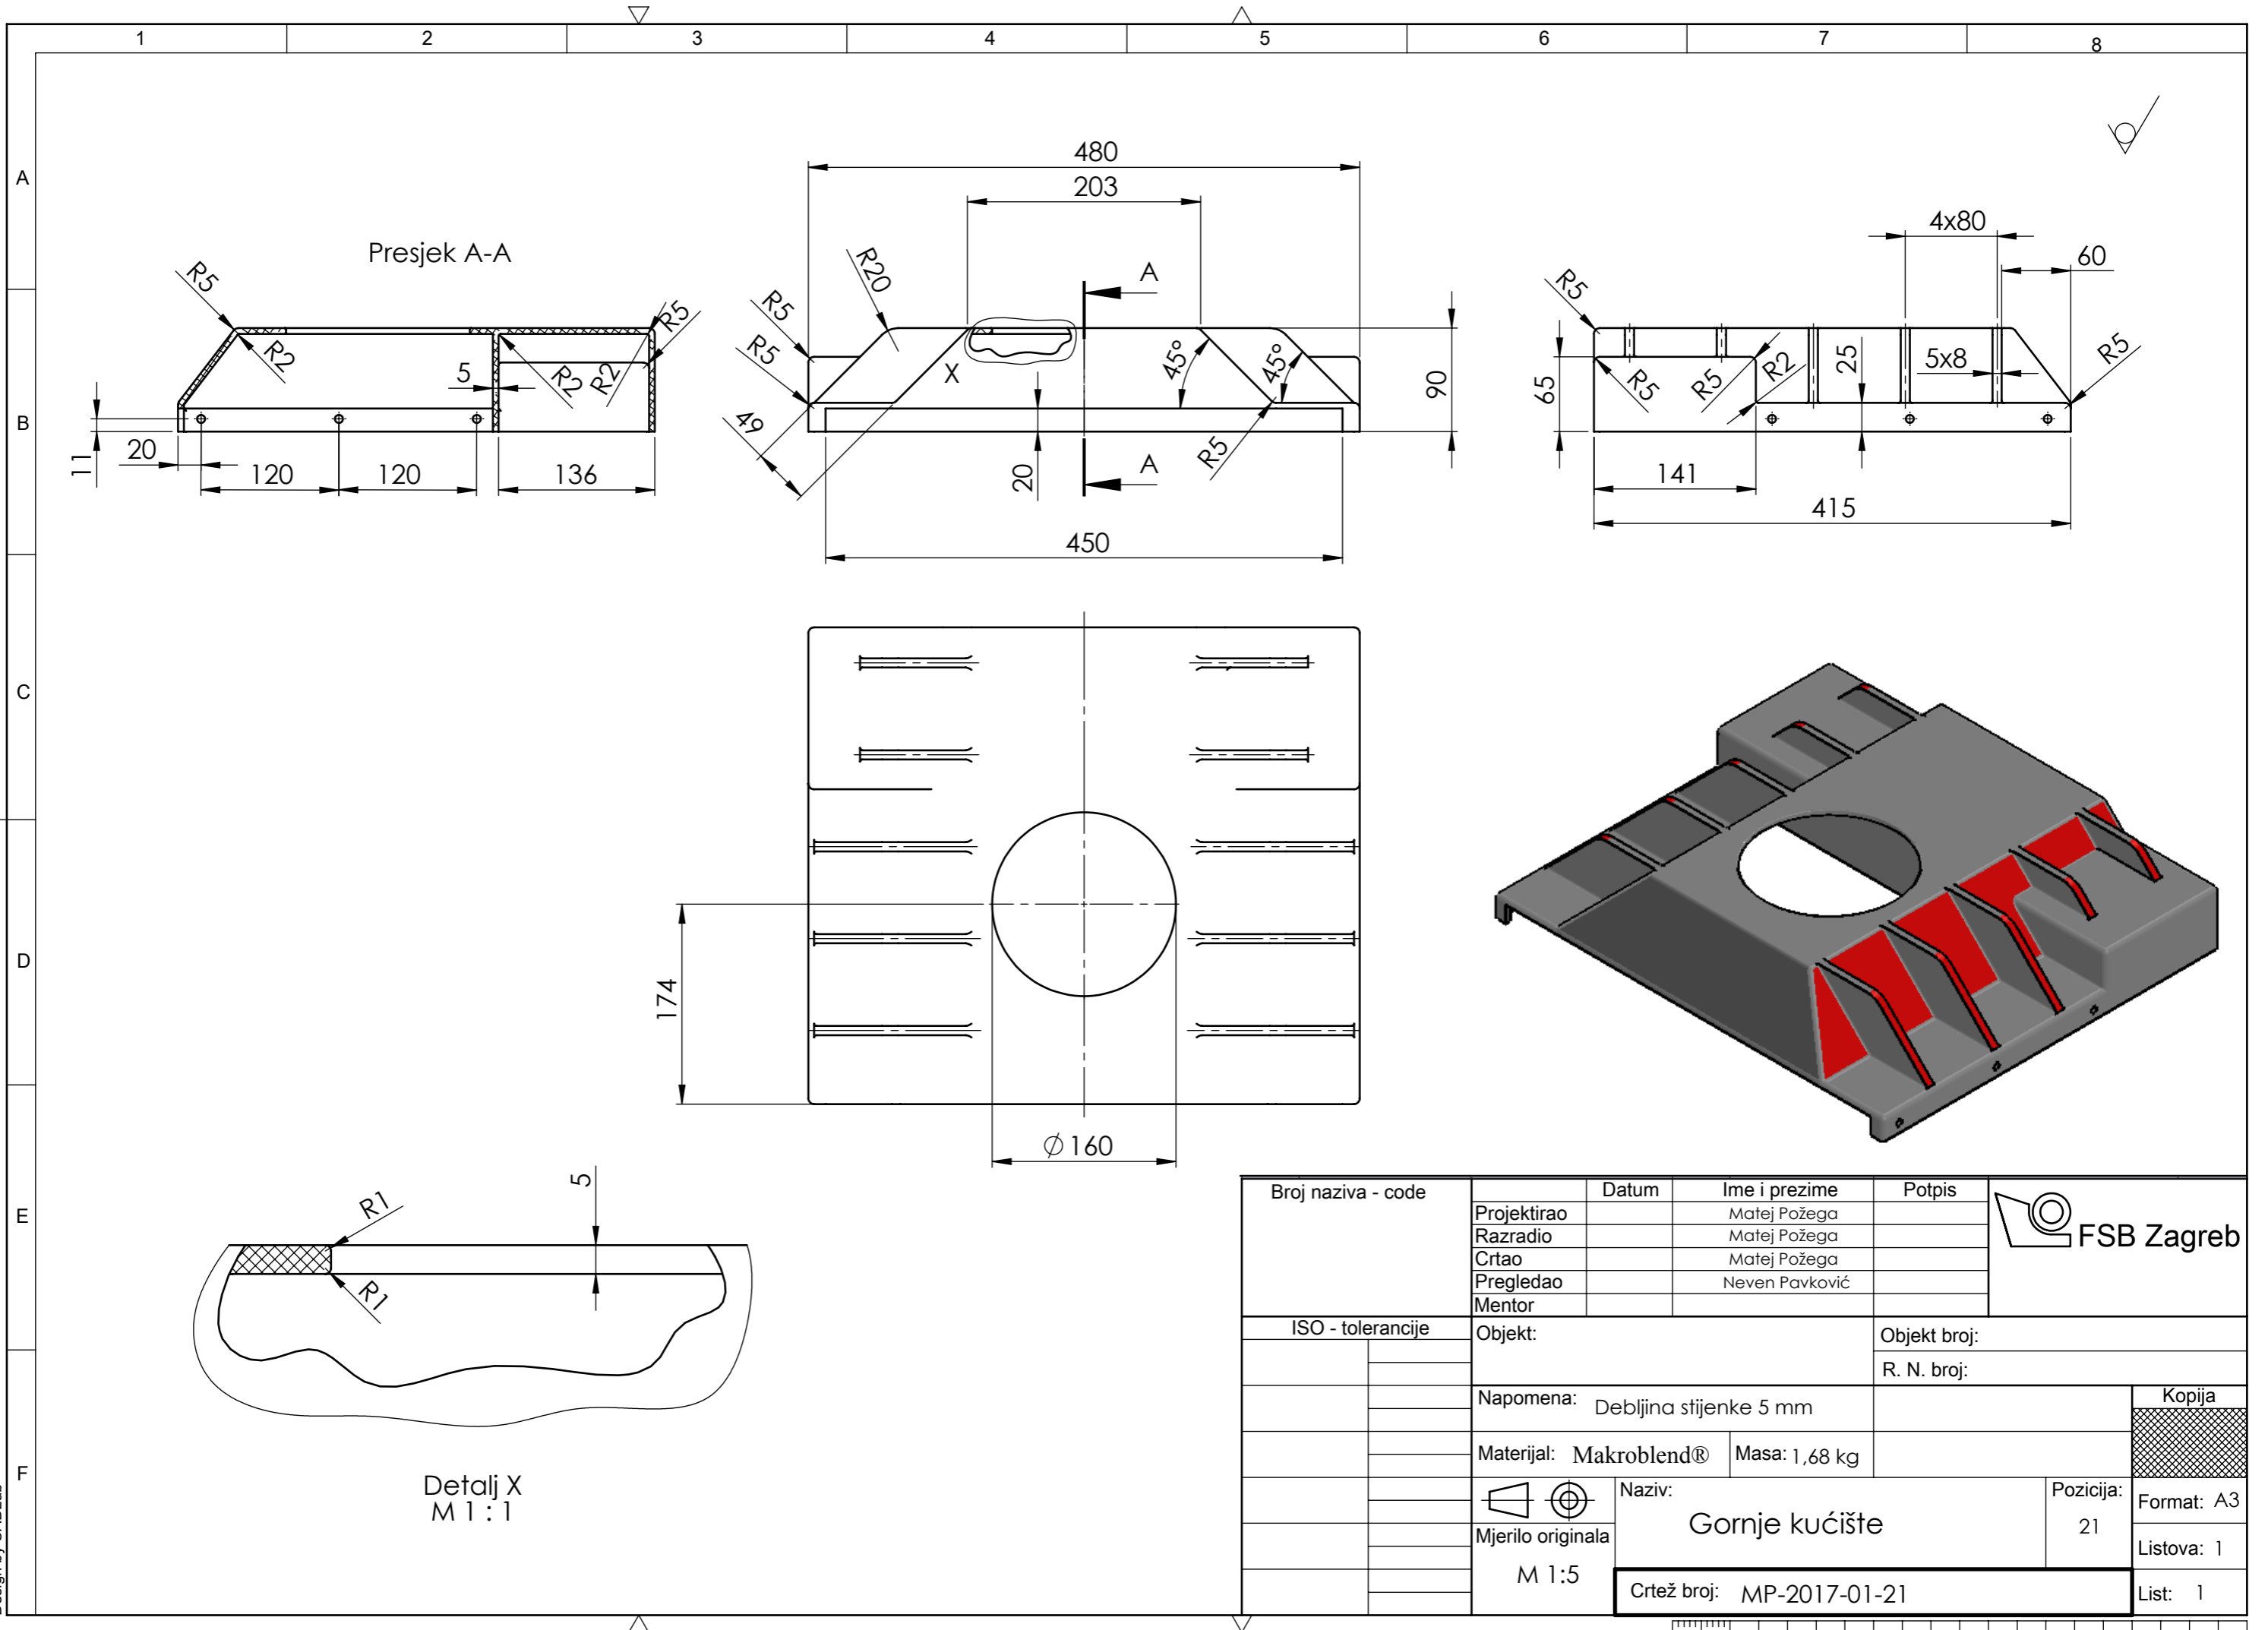 1 2 3 4 5 6 7 8
A
B
C
D
E
F
Presjek A-A
R5
R2
5
R2
R2
R5
11
20
120
120
136
480
203
R20
R5
R5
A
X
45°
45°
90
49
20
A
R5
450
4x80
60
R5
65
R5
R5
R2
25
5x8
R5
141
415
174
Ø160
R1
R1
5
Detalj X
M 1 : 1
Broj naziva - code
Datum Ime i prezime Potpis
Projektirao Matej Požega
Razradio Matej Požega
Crtao Matej Požega
Pregledao Neven Pavković
Mentor
FSB Zagreb
ISO - tolerancije
Objekt:
Objekt broj:
R. N. broj:
Napomena: Debljina stijenke 5 mm
Kopija
Materijal: Makroblend® Masa: 1,68 kg
Naziv:
Gornje kućište
Pozicija:
21
Format: A3
Mjerilo originala
M 1:5
Listova: 1
Crtež broj: MP-2017-01-21
List: 1